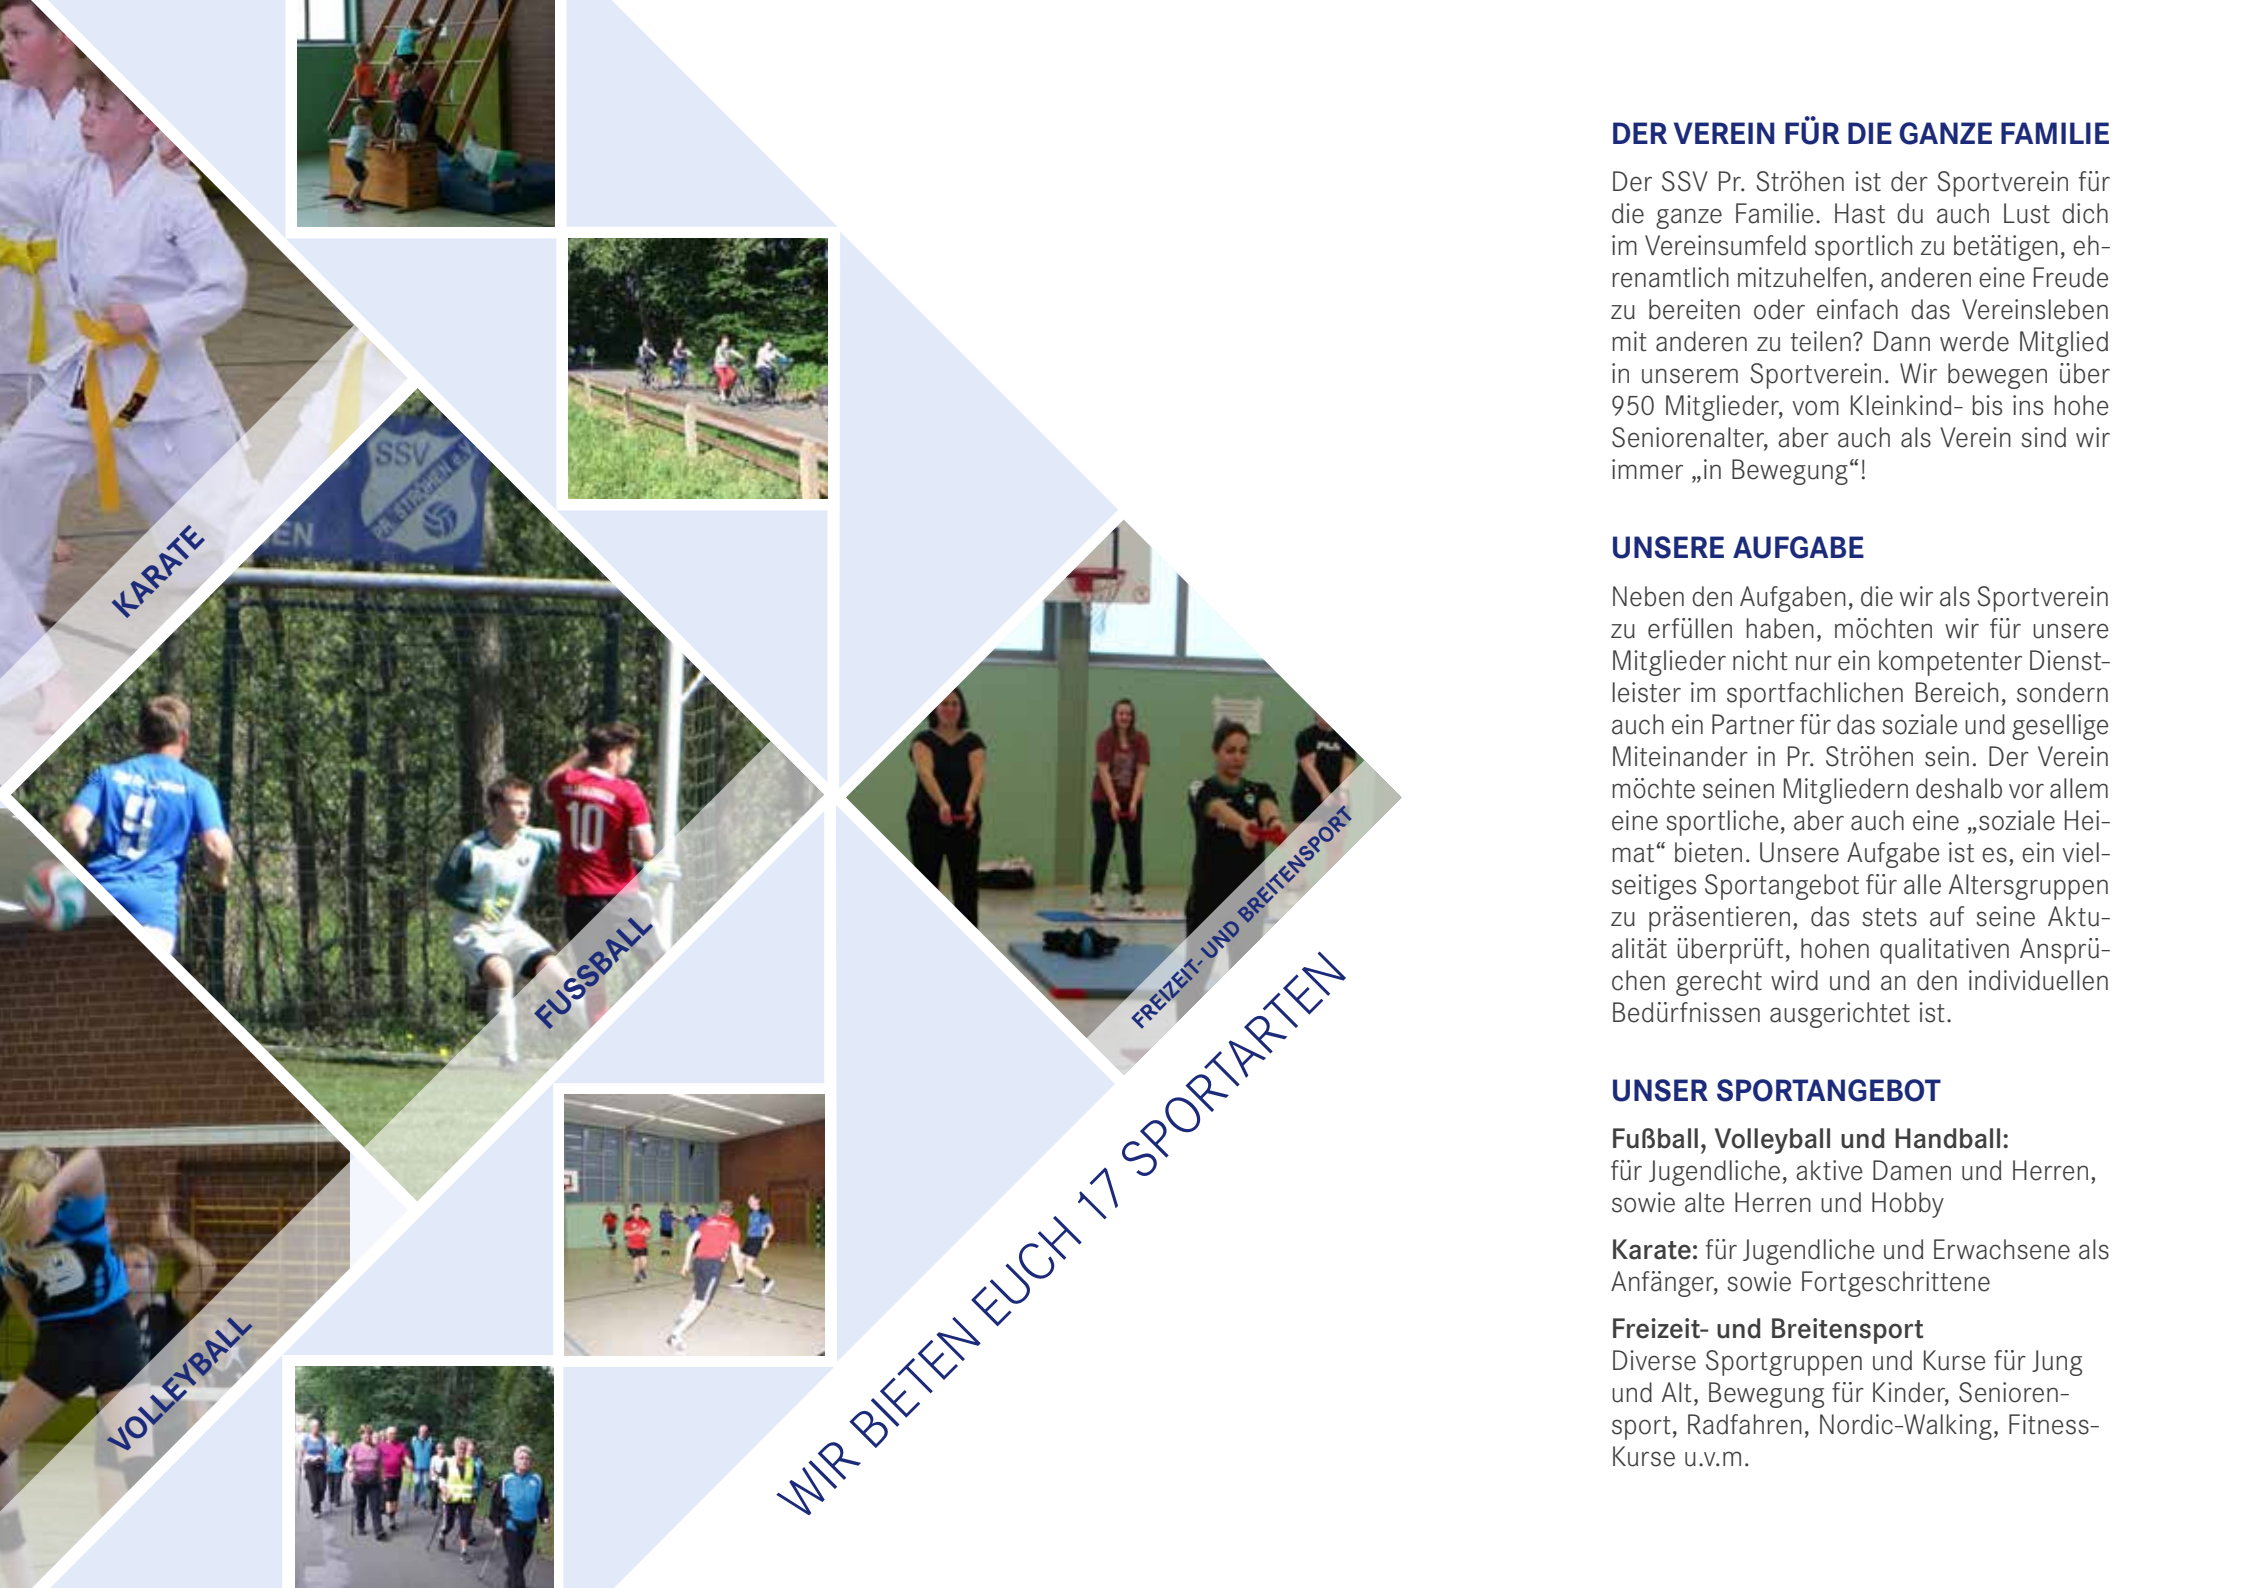 KARATE
SSV
PR. STRÖHEN e.V.
EN
9
10
FUSSBALL
FILA
FREIZEIT- UND BREITENSPORT
VOLLEYBALL
WIR BIETEN EUCH 17 SPORTARTEN
DER VEREIN FÜR DIE GANZE FAMILIE
Der SSV Pr. Ströhen ist der Sportverein für
die ganze Familie. Hast du auch Lust dich
im Vereinsumfeld sportlich zu betätigen, eh-
renamtlich mitzuhelfen, anderen eine Freude
zu bereiten oder einfach das Vereinsleben
mit anderen zu teilen? Dann werde Mitglied
in unserem Sportverein. Wir bewegen über
950 Mitglieder, vom Kleinkind- bis ins hohe
Seniorenalter, aber auch als Verein sind wir
immer „in Bewegung“!
UNSERE AUFGABE
Neben den Aufgaben, die wir als Sportverein
zu erfüllen haben, möchten wir für unsere
Mitglieder nicht nur ein kompetenter Dienst-
leister im sportfachlichen Bereich, sondern
auch ein Partner für das soziale und gesellige
Miteinander in Pr. Ströhen sein. Der Verein
möchte seinen Mitgliedern deshalb vor allem
eine sportliche, aber auch eine „soziale Hei-
mat“ bieten. Unsere Aufgabe ist es, ein viel-
seitiges Sportangebot für alle Altersgruppen
zu präsentieren, das stets auf seine Aktu-
alität überprüft, hohen qualitativen Ansprü-
chen gerecht wird und an den individuellen
Bedürfnissen ausgerichtet ist.
UNSER SPORTANGEBOT
Fußball, Volleyball und Handball:
für Jugendliche, aktive Damen und Herren,
sowie alte Herren und Hobby
Karate: für Jugendliche und Erwachsene als
Anfänger, sowie Fortgeschrittene
Freizeit- und Breitensport
Diverse Sportgruppen und Kurse für Jung
und Alt, Bewegung für Kinder, Senioren-
sport, Radfahren, Nordic-Walking, Fitness-
Kurse u.v.m.